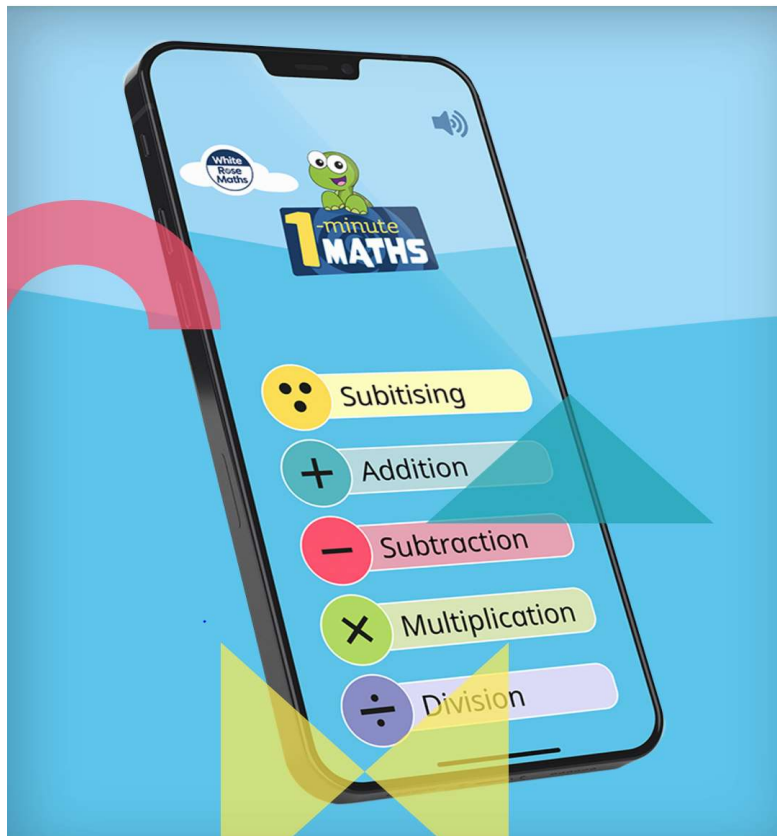 White
Rose
Maths
1-minute
MATHS
Subitising
Addition
Subtraction
Multiplication
Division